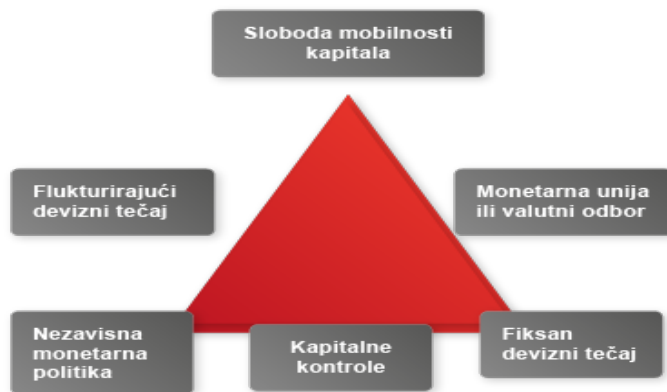 Sloboda mobilnosti
kapitala
Flukturirajući
devizni tečaj
Monetarna unija
ili valutni odbor
Nezavisna
monetarna
politika
Kapitalne
kontrole
Fiksan
devizni tečaj